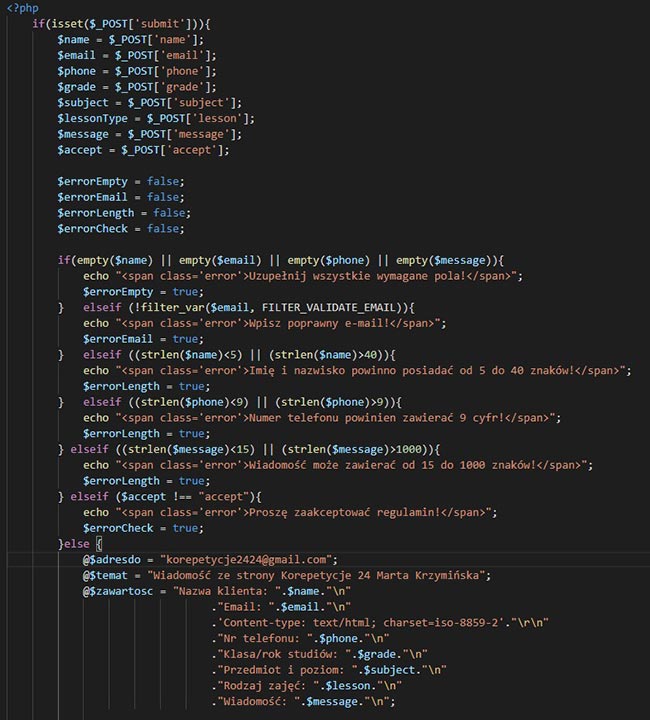 <?php
if(isset($_POST['submit'])){
$name = $_POST['name'];
$email = $_POST['email'];
$phone = $_POST['phone'];
$grade = $_POST['grade'];
$subject = $_POST['subject'];
$lessonType = $_POST['lesson'];
$message = $_POST['message'];
$accept = $_POST['accept'];
$errorEmpty = false;
$errorEmail = false;
$errorLength = false;
$errorCheck = false;
if(empty($name) || empty($email) || empty($phone) || empty($message)){
echo "<span class='error'>Uzupełnij wszystkie wymagane pola!</span>";
$errorEmpty = true;
} elseif (!filter_var($email, FILTER_VALIDATE_EMAIL)){
echo "<span class='error'>Wpisz poprawny e-mail!</span>";
$errorEmail = true;
} elseif ((strlen($name)<5) || (strlen($name)>40)){
echo "<span class='error'>Imię i nazwisko powinno posiadać od 5 do 40 znaków!</span>";
$errorLength = true;
} elseif ((strlen($phone)<9) || (strlen($phone)>9)){
echo "<span class='error'>Numer telefonu powinien zawierać 9 cyfr!</span>";
$errorLength = true;
} elseif ((strlen($message)<15) || (strlen($message)>1000)){
echo "<span class='error'>Wiadomość może zawierać od 15 do 1000 znaków!</span>";
$errorLength = true;
} elseif ($accept !== "accept"){
echo "<span class='error'>Proszę zaakceptować regulamin!</span>";
$errorCheck = true;
}else {
@$adresdo = "korepetycje2424@gmail.com";
@$temat = "Wiadomość ze strony Korepetycje 24 Marta Krzymińska";
@$zawartosc = "Nazwa klienta: ".$name."\n"
."Email: ".$email."\n"
.'Content-type: text/html; charset=iso-8859-2'."\r\n"
."Nr telefonu: ".$phone."\n"
."Klasa/rok studiów: ".$grade."\n"
."Przedmiot i poziom: ".$subject."\n"
."Rodzaj zajęć: ".$lesson."\n"
."Wiadomość: ".$message."\n";